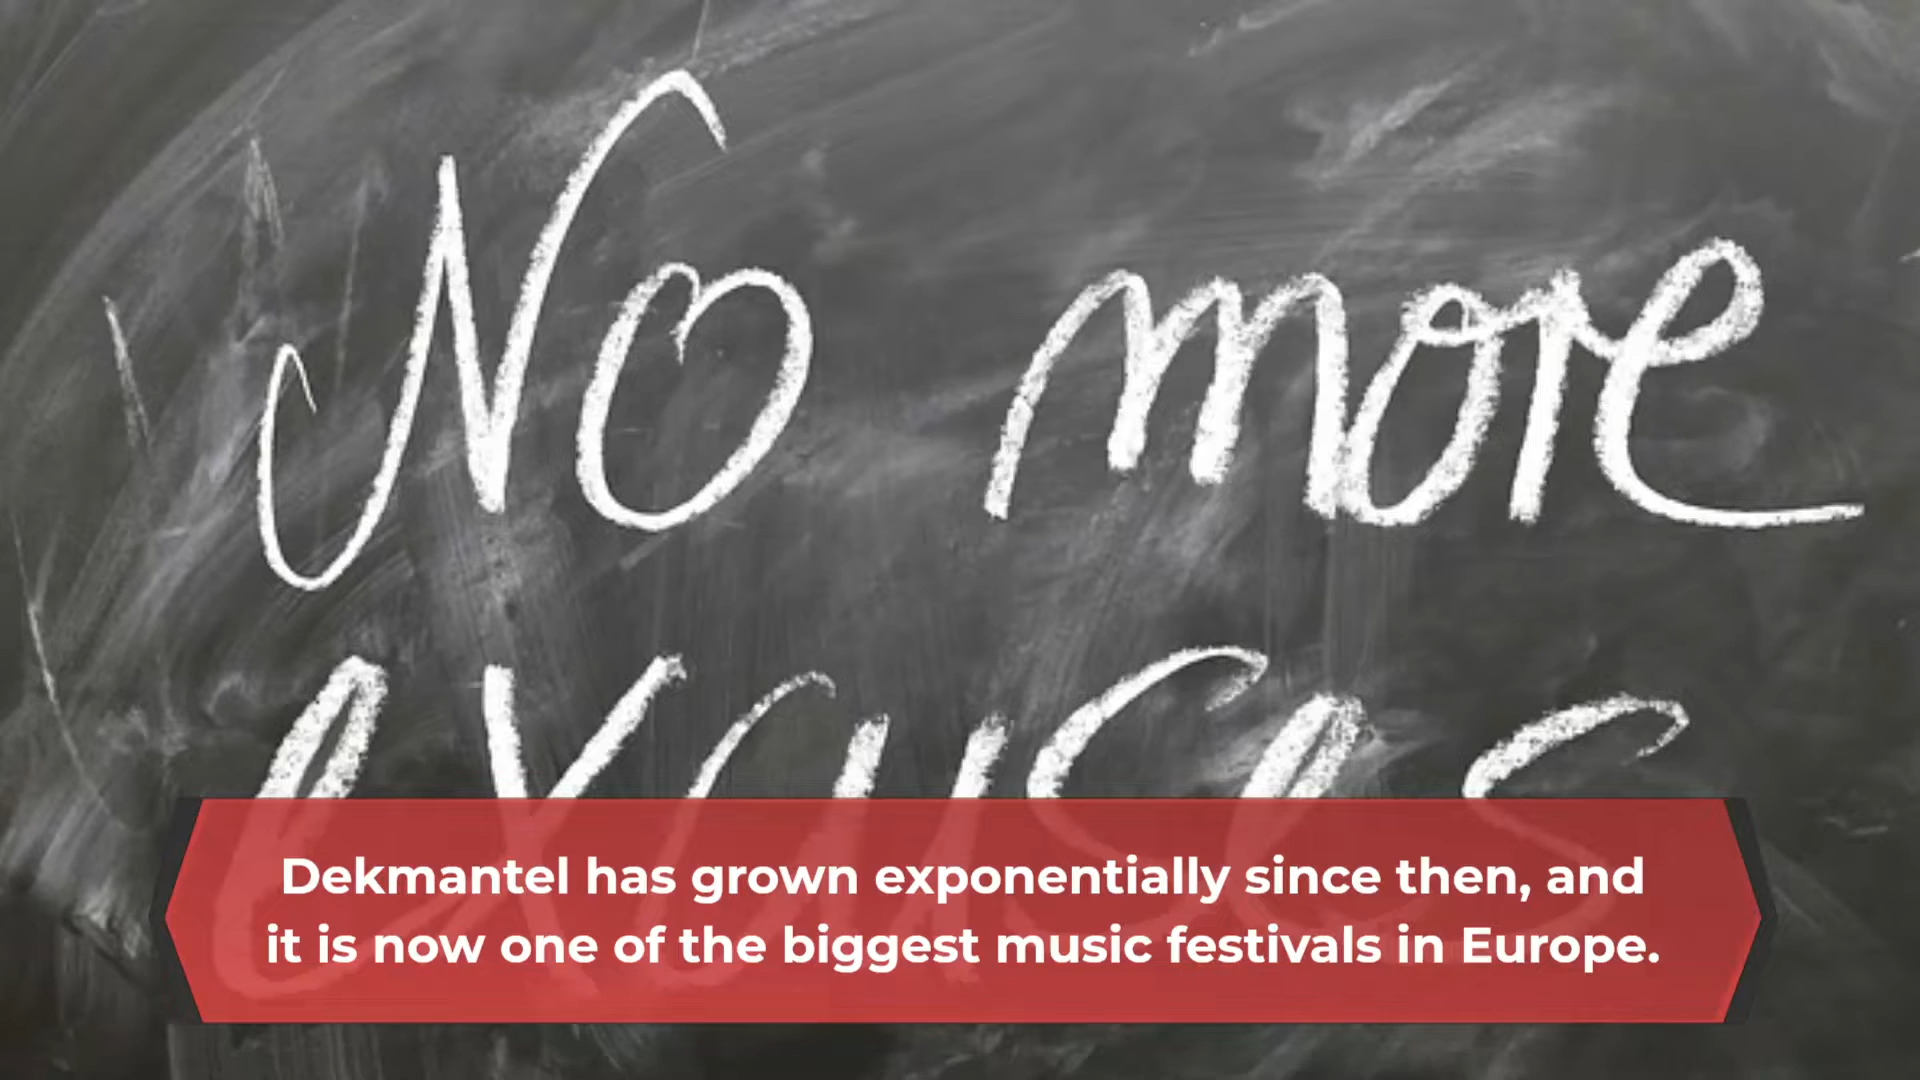 No more
excuses
Dekmantel has grown exponentially since then, and
it is now one of the biggest music festivals in Europe.